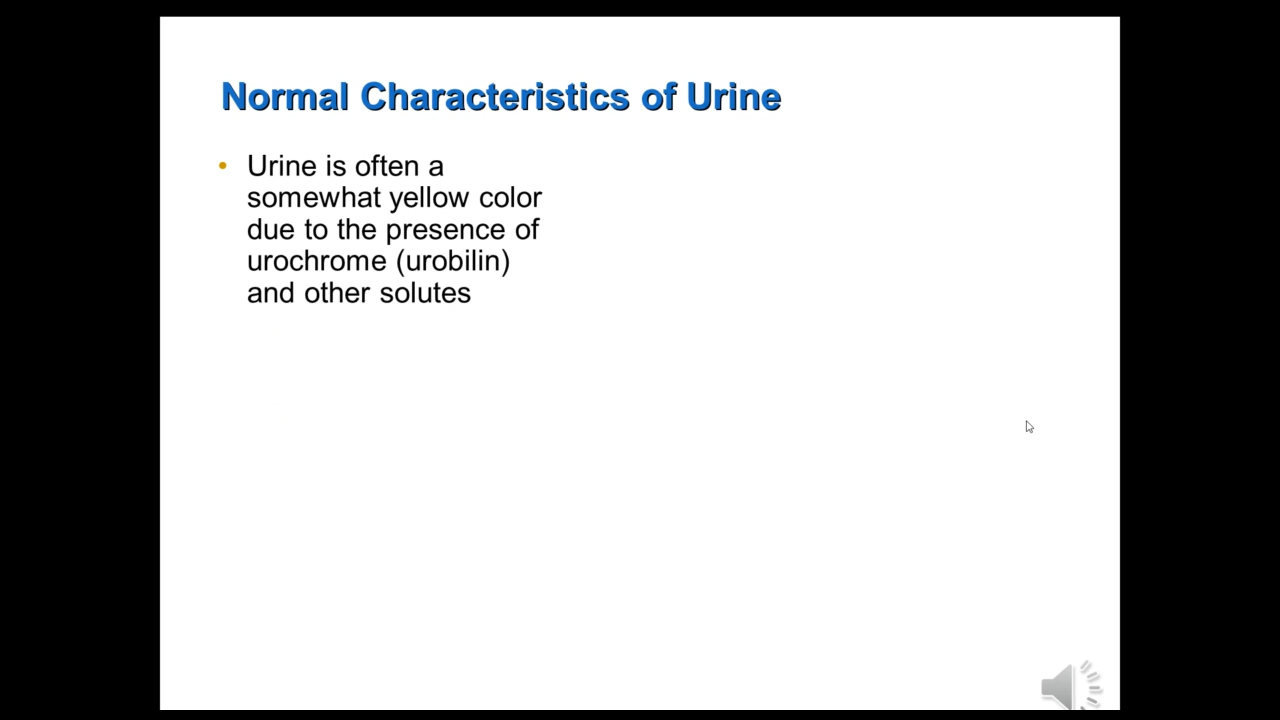 Normal Characteristics of Urine
• Urine is often a
somewhat yellow color
due to the presence of
urochrome (urobilin)
and other solutes